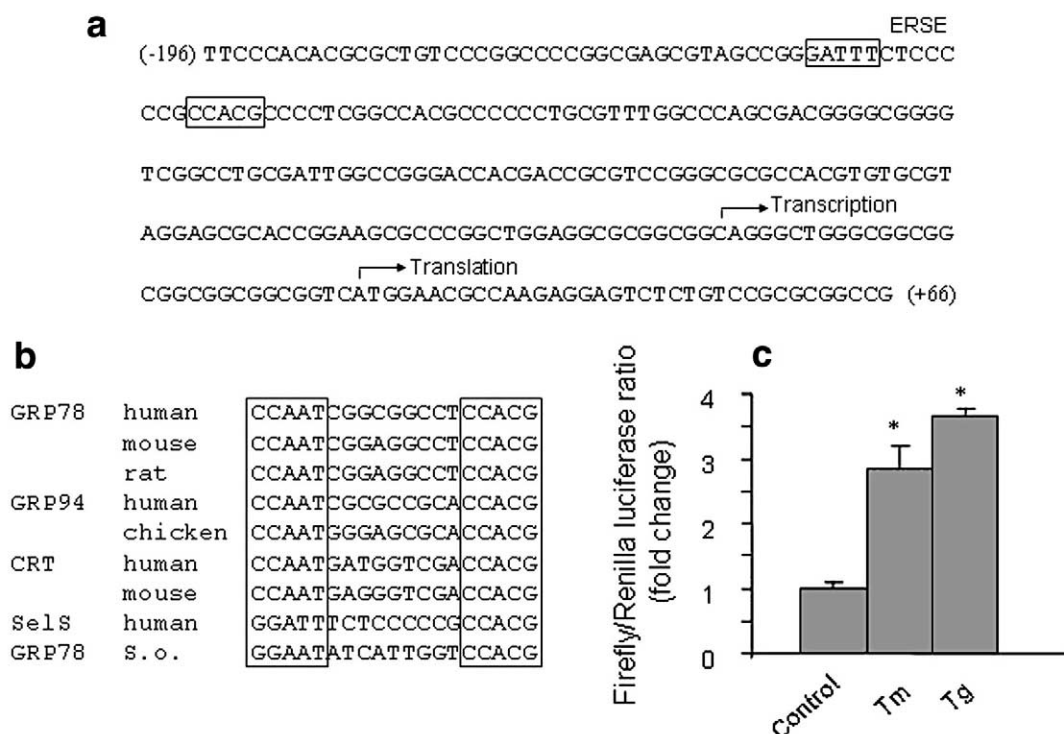 a
ERSE
(-196) TTCCCACACGCGCTGTCCCGGCCCCGGCGAGCGTAGCCGGGATTTCTCCC
CCGCCACGCCCCTCGGCCACGCCCCCCTGCGTTTGGCCCAGCGACGGGGCGGGG
TCGGCCTGCGATTGGCCGGGACCACGACCGCGTCCGGGCGCGCCACGTGTGCGT
Transcription
AGGAGCGCACCGGAAGCGCCCGGCTGGAGGCGCGGCGGCAGGGCTGGGCGGCGG
Translation
CGGCGGCGGCGGTCATGGAACGCCAAGAGGAGTCTCTGTCCGCGCGGCCG (+66)
b
GRP78 human CCAATCGGCGGCCTCCACG
mouse CCAATCGGAGGCCTCCACG
rat CCAATCGGAGGCCTCCACG
GRP94 human CCAATCGCGCCGCACCACG
chicken CCAATGGGAGCGCACCACG
CRT human CCAATGATGGTCGACCACG
mouse CCAATGAGGGTCGACCACG
SelS human GGATTTCTCCCCCGCCACG
GRP78 S.o. GGAATATCATTGGTCCACG
c
Firefly/Renilla luciferase ratio
(fold change)
4
3
2
1
0
*
*
Control
Tm
Tg